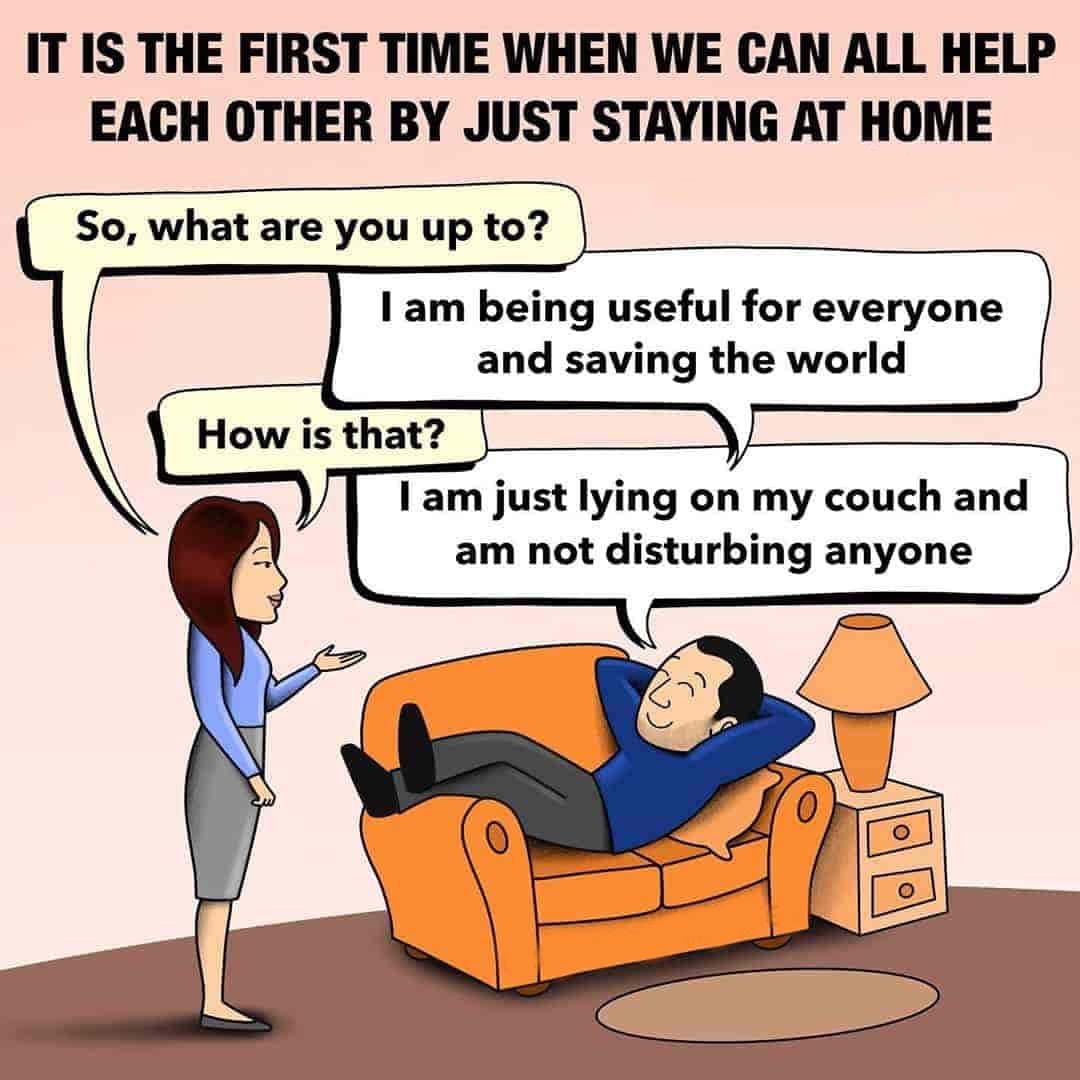 IT IS THE FIRST TIME WHEN WE CAN ALL HELP
EACH OTHER BY JUST STAYING AT HOME
So, what are you up to?
I am being useful for everyone
and saving the world
How is that?
I am just lying on my couch and
am not disturbing anyone